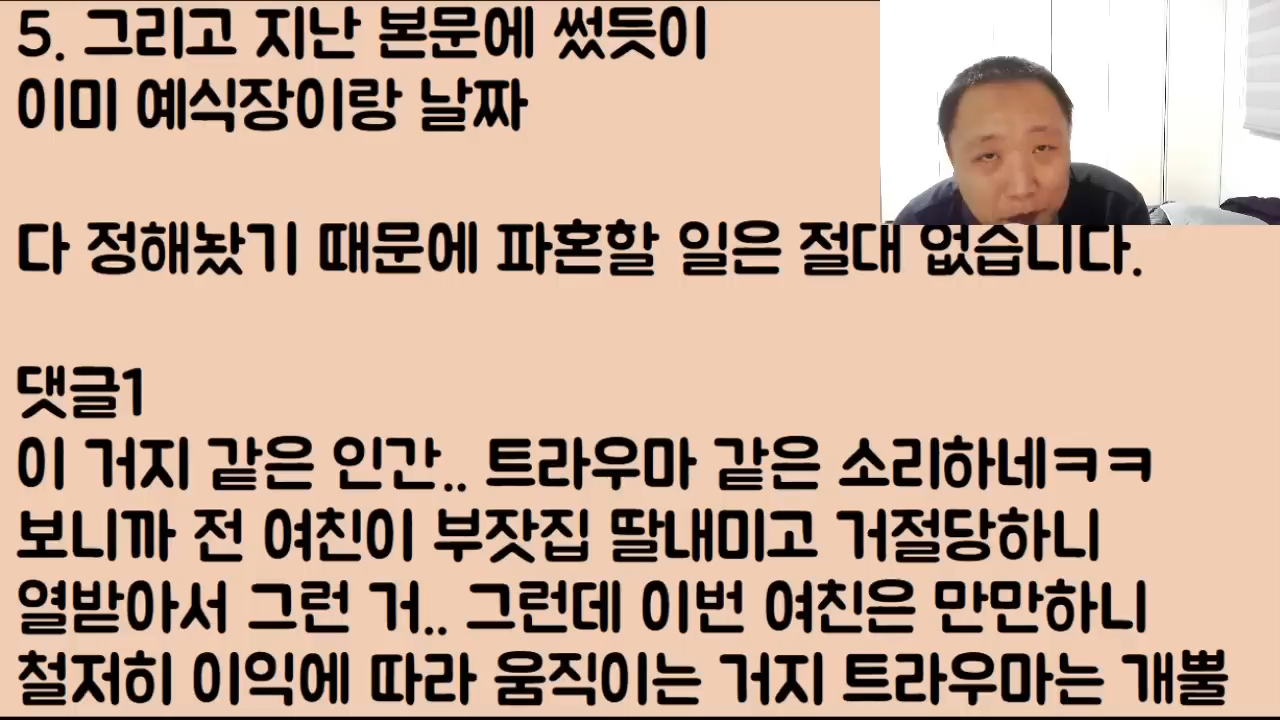 5. 그리고 지난 본문에 썼듯이
이미 예식장이랑 날짜
다 정해놨기 때문에 파혼할 일은 절대 없습니다.
댓글1
이 거지 같은 인간.. 트라우마 같은 소리하네ㅋㅋ
보니까 전 여친이 부잣집 딸내미고 거절당하니
열받아서 그런 거.. 그런데 이번 여친은 만만하니
철저히 이익에 따라 움직이는 거지 트라우마는 개뿔